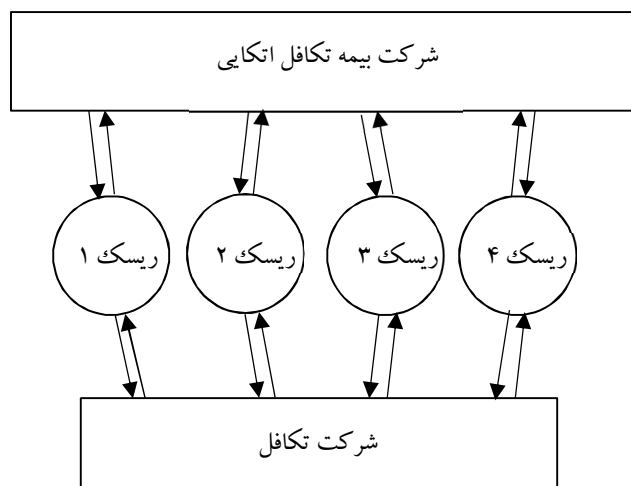 شرکت بیمه تکافل اتکایی
ریسک ۱
ریسک ۲
ریسک ۳
ریسک ۴
شرکت تکافل